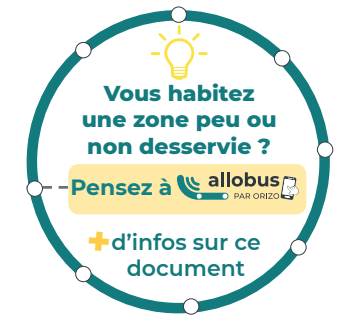 Vous habitez
une zone peu ou
non desservie ?
Pensez à allobus
PAR ORIZO
+ d'infos sur ce
document